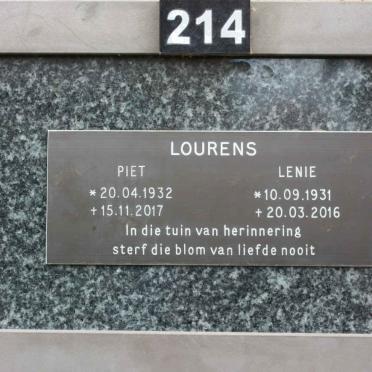 214
LOURENS
PIET LENIE
*20.04.1932 *10.09.1931
+15.11.2017 +20.03.2016
In die tuin van herinnering
sterf die blom van liefde nooit